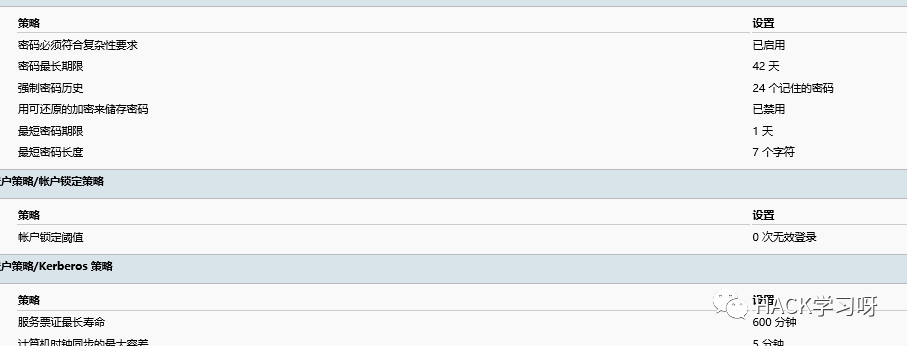 策略 设置
密码必须符合复杂性要求 已启用
密码最长期限 42 天
强制密码历史 24 个记住的密码
用可还原的加密来储存密码 已禁用
最短密码期限 1 天
最短密码长度 7 个字符
户策略/帐户锁定策略
策略 设置
帐户锁定阈值 0 次无效登录
户策略/Kerberos 策略
策略 设置
服务票证最长寿命 600 分钟
计算机时钟同步的最大容差 5 分钟
HACK学习呀